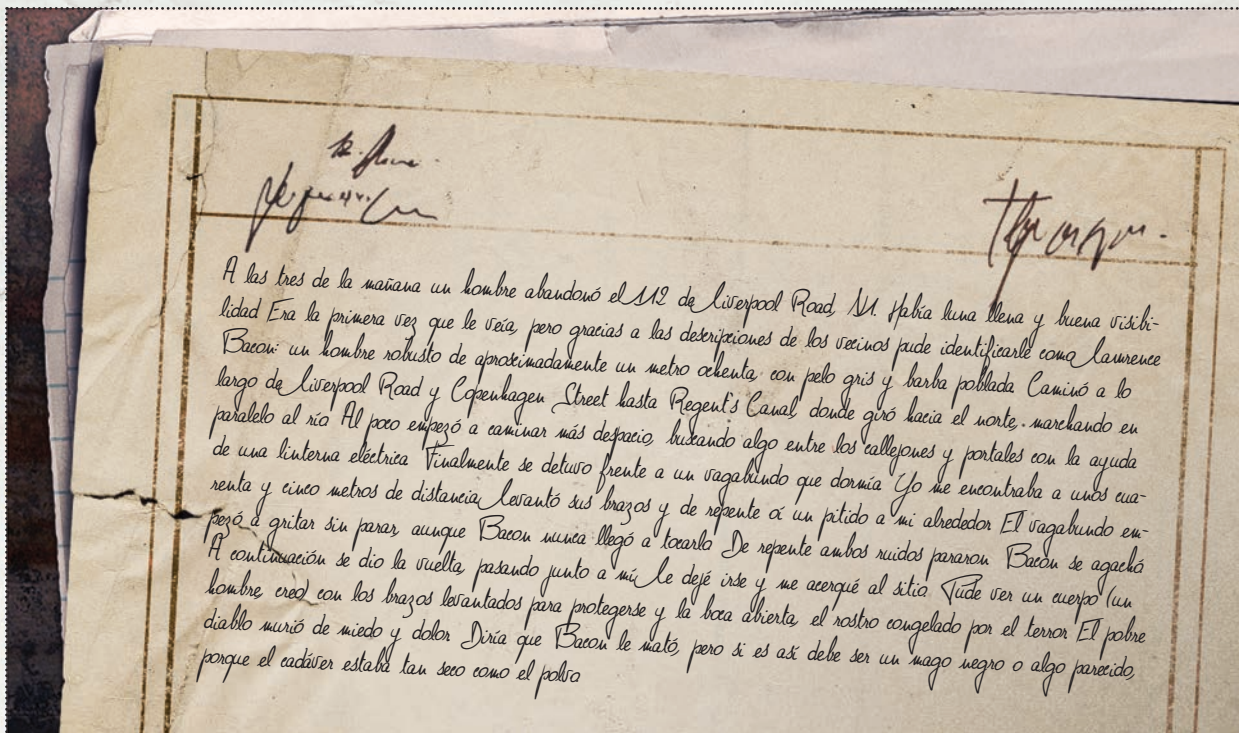 A las tres de la mañana un hombre abandonó el 112 de Liverpool Road, N1. Había luna llena y buena visibi-
lidad Era la primera vez que le veía, pero gracias a las descripciones de los vecinos pude identificarle como Lawrence
Bacon: un hombre robusto de aproximadamente un metro ochenta, con pelo gris y barba poblada Caminó a lo
largo de Liverpool Road y Copenhagen Street hasta Regent's Canal, donde giró hacia el norte, marchando en
paralelo al río Al poco empezó a caminar más despacio, buscando algo entre los callejones y portales con la ayuda
de una linterna eléctrica Finalmente se detuvo frente a un vagabundo que dormía Yo me encontraba a unos cua-
renta y cinco metros de distancia Levantó sus brazos y de repente oí un pitido a mi alrededor El vagabundo em-
pezó a gritar sin parar, aunque Bacon nunca llegó a tocarlo De repente ambos ruidos pararon Bacon se agachó
A continuación se dio la vuelta, pasando junto a mí Le dejé irse y me acerqué al sitio Pude ver un cuerpo (un
hombre, creo) con los brazos levantados para protegerse y la boca abierta, el rostro congelado por el terror El pobre
diablo murió de miedo y dolor Diría que Bacon le mató, pero si es así debe ser un mago negro o algo parecido,
porque el cadáver estaba tan seco como el polvo